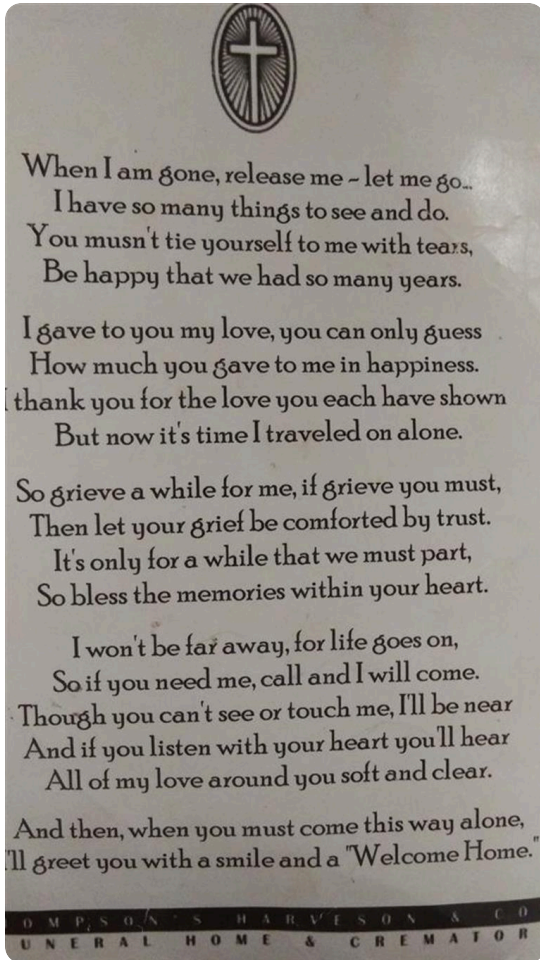 When I am gone, release me ~ let me go...
I have so many things to see and do.
You musn't tie yourself to me with tears,
Be happy that we had so many years.
I gave to you my love, you can only guess
How much you gave to me in happiness.
I thank you for the love you each have shown
But now it's time I traveled on alone.
So grieve a while for me, if grieve you must,
Then let your grief be comforted by trust.
It's only for a while that we must part,
So bless the memories within your heart.
I won't be far away, for life goes on,
So if you need me, call and I will come.
Though you can't see or touch me, I'll be near
And if you listen with your heart you'll hear
All of my love around you soft and clear.
And then, when you must come this way alone,
'll greet you with a smile and a "Welcome Home."
OMPSON'S HARVESON & CO
UNERAL HOME & CREMATOR